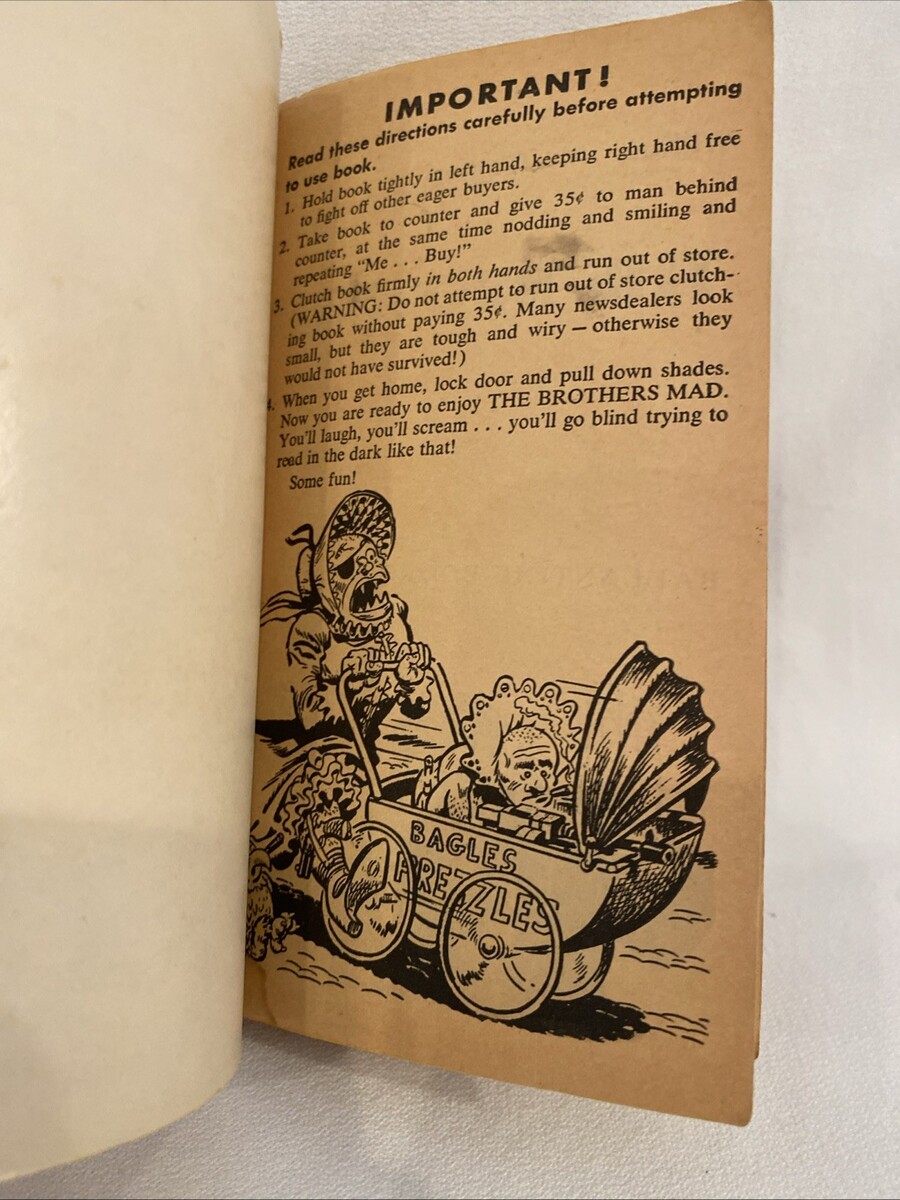 IMPORTANT!
Read these directions carefully before attempting
to use book.
1. Hold book tightly in left hand, keeping right hand free
to fight off other eager buyers.
2. Take book to counter and give 35¢ to man behind
counter, at the same time nodding and smiling and
repeating “Me . . . Buy!”
3. Clutch book firmly in both hands and run out of store.
(WARNING: Do not attempt to run out of store clutch-
ing book without paying 35¢. Many newsdealers look
small, but they are tough and wiry — otherwise they
would not have survived!)
4. When you get home, lock door and pull down shades.
Now you are ready to enjoy THE BROTHERS MAD.
You’ll laugh, you’ll scream . . . you’ll go blind trying to
read in the dark like that!
Some fun!
BAGLES
PREZZLES